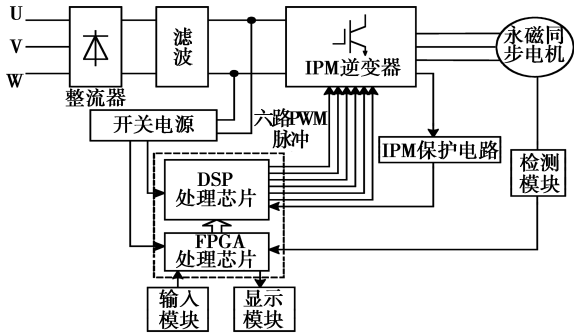 U
V
W
整流器
滤
波
IPM逆变器
永磁同
步电机
开关电源
六路PWM
脉冲
IPM保护电路
检测
模块
DSP
处理芯片
FPGA
处理芯片
输入
模块
显示
模块